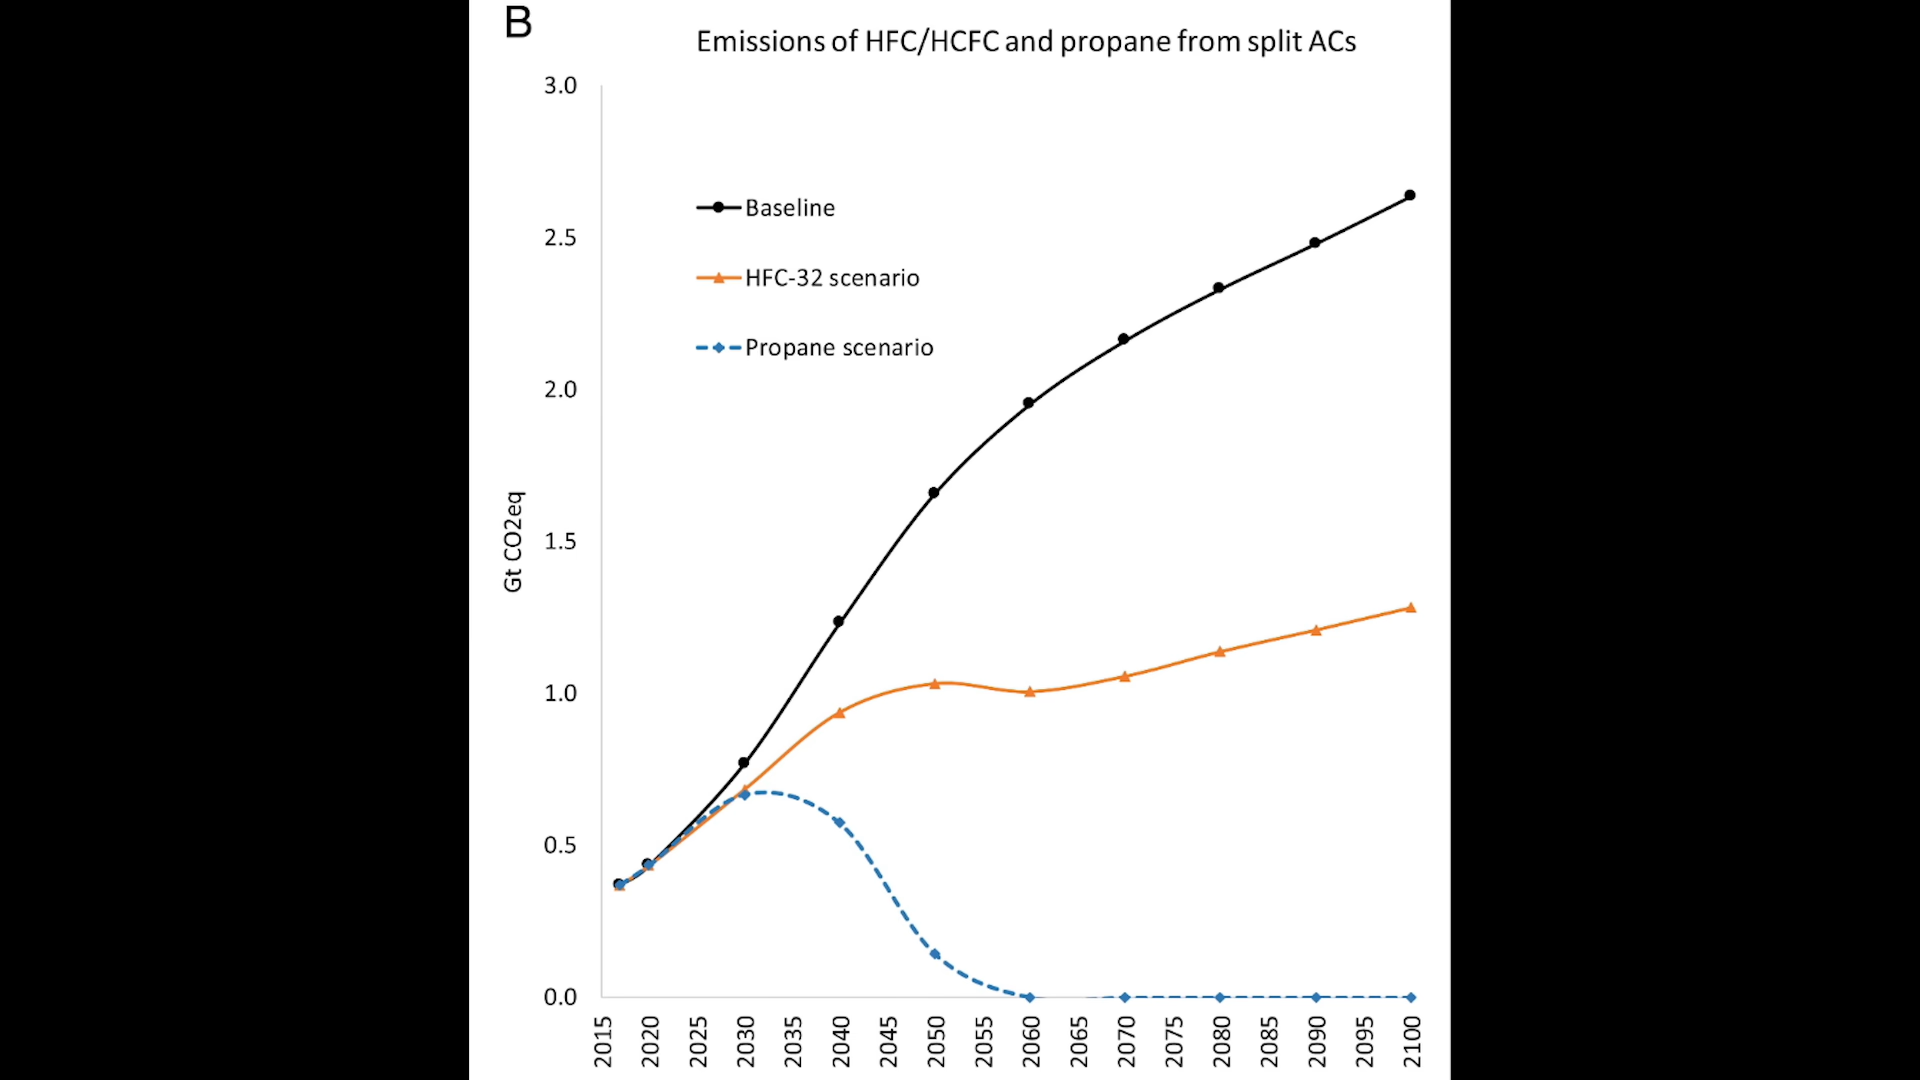 B
Emissions of HFC/HCFC and propane from split ACs
3.0
Baseline
2.5
HFC-32 scenario
Propane scenario
2.0
Gt CO2eq
1.5
1.0
0.5
0.0
2015 2020 2025 2030 2035 2040 2045 2050 2055 2060 2065 2070 2075 2080 2085 2090 2095 2100